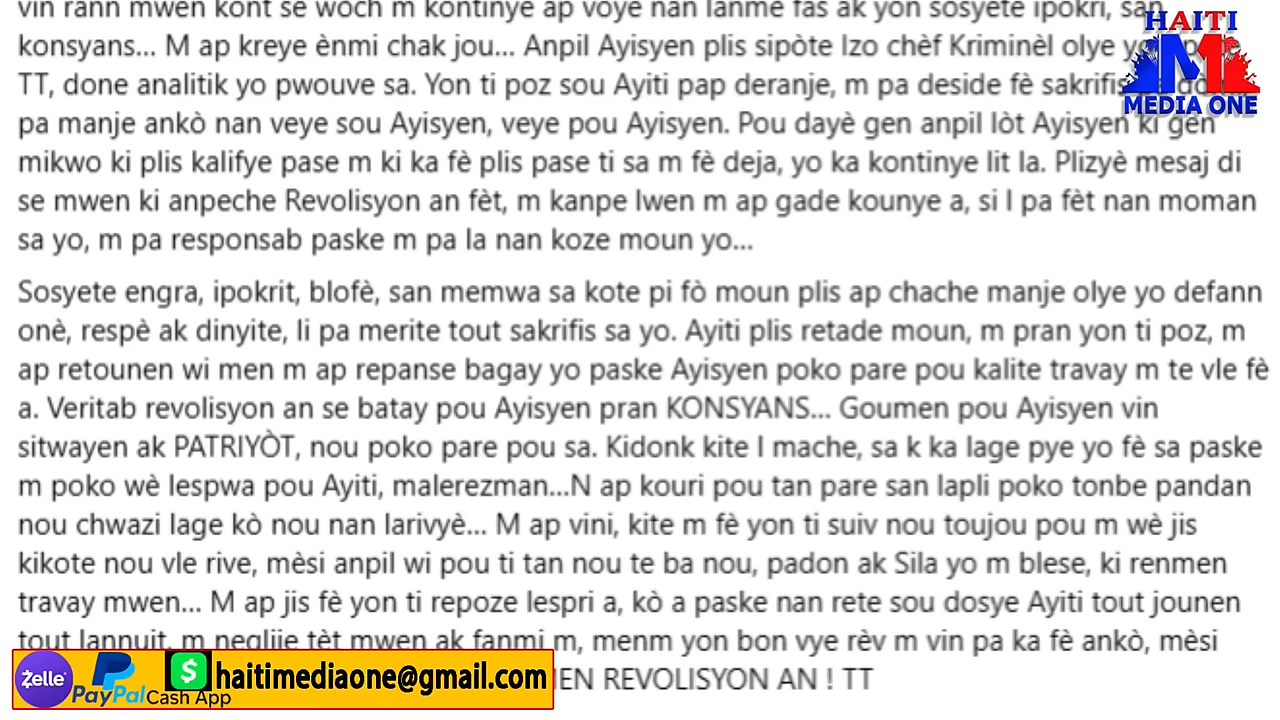 vin rann mwen kont se wòch m kontinye ap voye nan lanmè fas ak yon sosyete ipokri, san
konsyans... M ap kreye ènmi chak jou... Anpil Ayisyen plis sipòte Izo chèf Kriminèl olye
TT, done analitik yo pwouve sa. Yon ti poz sou Ayiti pap deranje, m pa deside fè
pa manje ankò nan veye sou Ayisyen, veye pou Ayisyen. Pou dayè gen anpil lòt Ayisyen ki gen
mikwo ki plis kalifye pase m ki ka fè plis pase ti sa m fè deja, yo ka kontinye lit la. Plizyè mesaj di
se mwen ki anpeche Revolisyon an fèt, m kanpe lwen m ap gade kounye a, si l pa fèt nan moman
sa yo, m pa responsab paske m pa la nan koze moun yo...
Sosyete engra, ipokrit, blofè, san memwa sa kote pi fò moun plis ap chache manje olye yo defann
onè, respè ak dinyite, li pa merite tout sakrifis sa yo. Ayiti plis retade moun, m pran yon ti poz, m
ap retounen wi men m ap repanse bagay yo paske Ayisyen poko pare pou kalite travay m te vle fè
a. Veritab revolisyon an se batay pou Ayisyen pran KONSYANS... Goumen pou Ayisyen vin
sitwayen ak PATRIYÒT, nou poko pare pou sa. Kidonk kite l mache, sa k ka lage pye yo fè sa paske
m poko wè lespwa pou Ayiti, malerezman...N ap kouri pou tan pare san lapli poko tonbe pandan
nou chwazi lage kò nou nan larivyè... M ap vini, kite m fè yon ti suiv nou toujou pou m wè jis
kikote nou vle rive, mèsi anpil wi pou ti tan nou te ba nou, padon ak Sila yo m blese, ki renmen
travay mwen... M ap jis fè yon ti repoze lespri a, kò a paske nan rete sou dosye Ayiti tout jounen
tout lannuit, m neglije tèt mwen ak fanmi m, menm yon bon vye rèv m vin pa ka fè ankò, mèsi
REVOLISYON AN ! TT
HAITI
M
MEDIA ONE
Zelle
PayPal
$
Cash App
haitimediaone@gmail.com